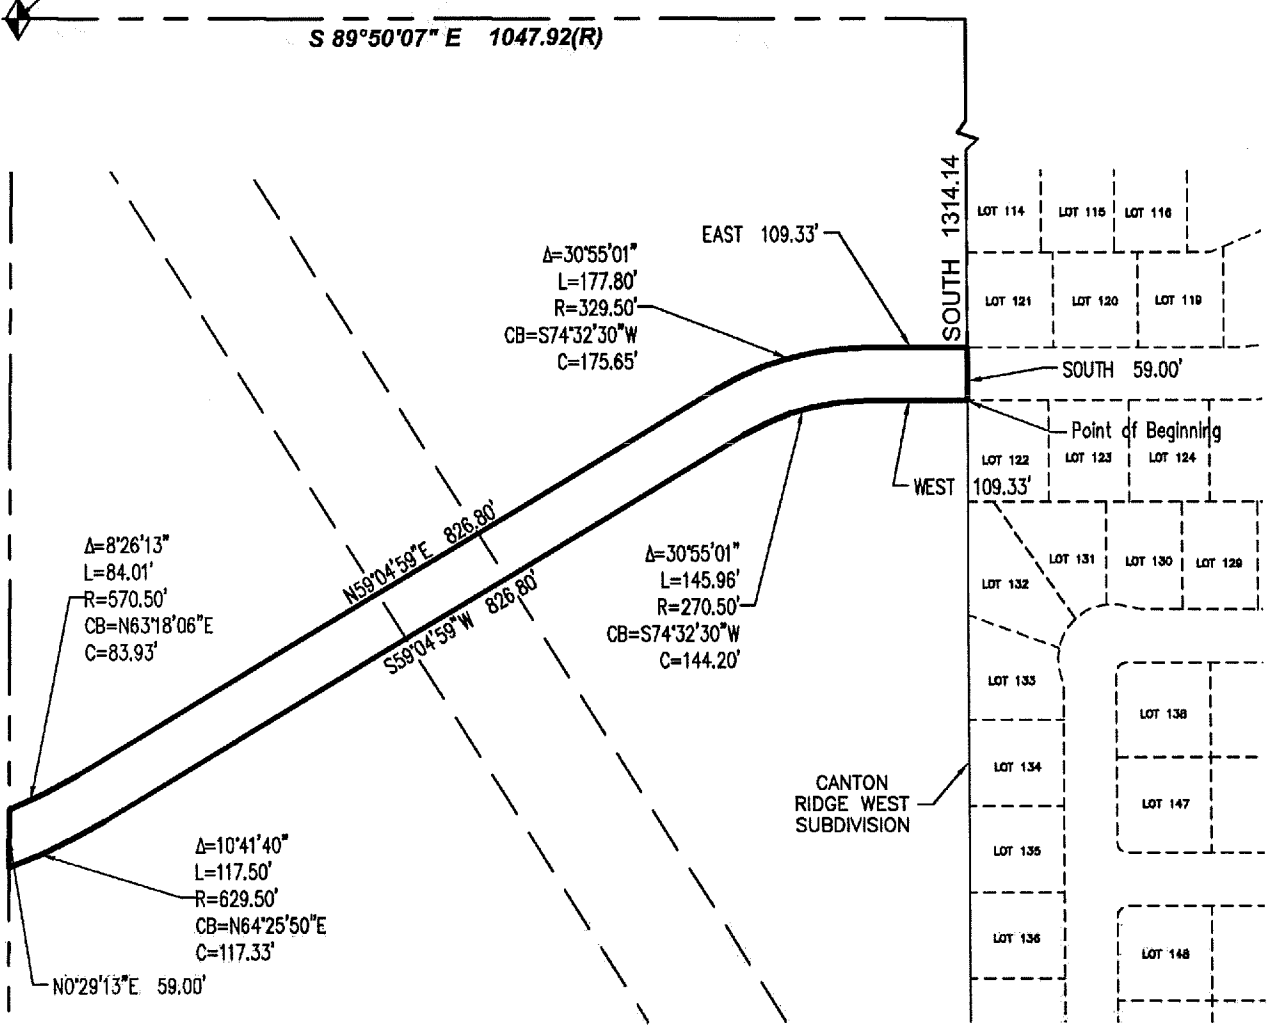 S 89°50'07" E 1047.92(R)
SOUTH 1314.14
LOT 114
LOT 115
LOT 116
EAST 109.33'
Δ=30°55'01"
L=177.80'
R=329.50'
CB=S74°32'30"W
C=175.65'
LOT 121
LOT 120
LOT 119
SOUTH 59.00'
Point of Beginning
LOT 122
LOT 123
LOT 124
WEST 109.33'
N59°04'59"E 826.80'
S59°04'59"W 826.80'
Δ=8°26'13"
L=84.01'
R=570.50'
CB=N63°18'06"E
C=83.93'
Δ=30°55'01"
L=145.96'
R=270.50'
CB=S74°32'30"W
C=144.20'
LOT 131
LOT 130
LOT 129
LOT 132
LOT 133
LOT 138
LOT 134
CANTON
RIDGE WEST
SUBDIVISION
LOT 147
LOT 135
Δ=10°41'40"
L=117.50'
R=629.50'
CB=N64°25'50"E
C=117.33'
LOT 136
LOT 148
N0°29'13"E 59.00'